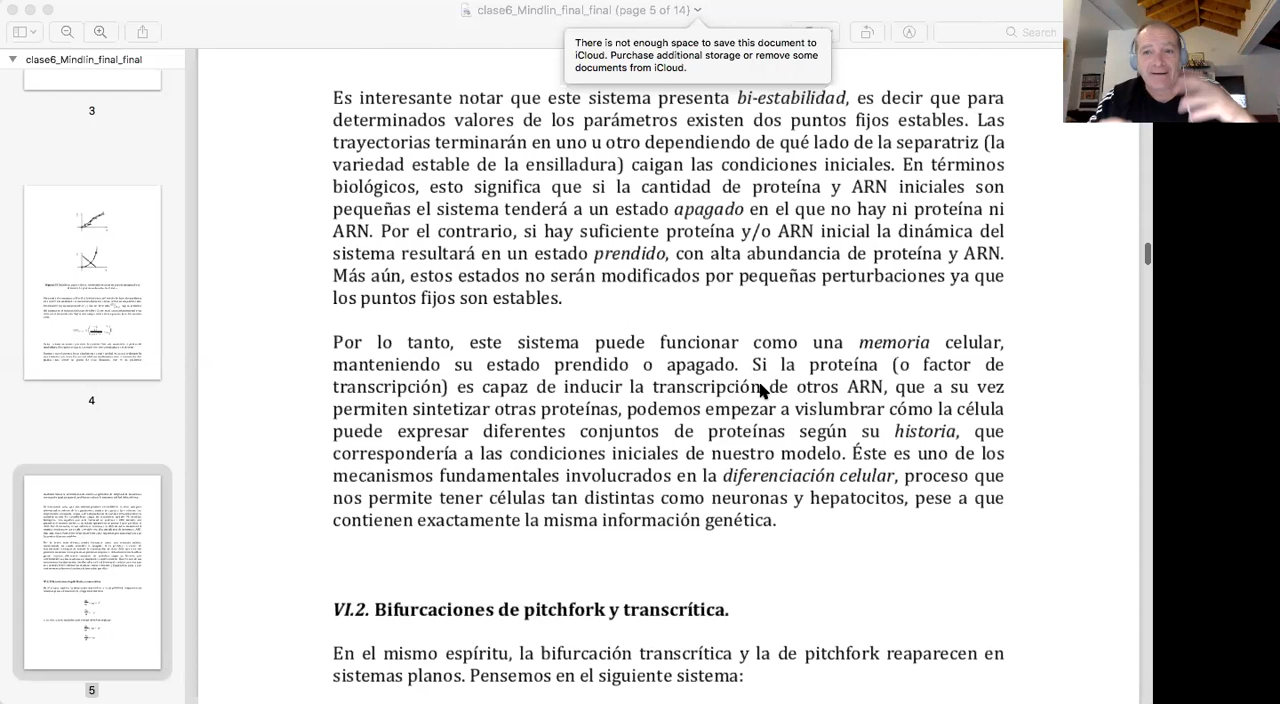 clase6_Mindlin_final_final (page 5 of 14)
Search
There is not enough space to save this document to
iCloud. Purchase additional storage or remove some
documents from iCloud.
clase6_Mindlin_final_final
3
4
5
Es interesante notar que este sistema presenta bi-estabilidad, es decir que para
determinados valores de los parámetros existen dos puntos fijos estables. Las
trayectorias terminarán en uno u otro dependiendo de qué lado de la separatriz (la
variedad estable de la ensilladura) caigan las condiciones iniciales. En términos
biológicos, esto significa que si la cantidad de proteína y ARN iniciales son
pequeñas el sistema tenderá a un estado apagado en el que no hay ni proteína ni
ARN. Por el contrario, si hay suficiente proteína y/o ARN inicial la dinámica del
sistema resultará en un estado prendido, con alta abundancia de proteína y ARN.
Más aún, estos estados no serán modificados por pequeñas perturbaciones ya que
los puntos fijos son estables.
Por lo tanto, este sistema puede funcionar como una memoria celular,
manteniendo su estado prendido o apagado. Si la proteína (o factor de
transcripción) es capaz de inducir la transcripción de otros ARN, que a su vez
permiten sintetizar otras proteínas, podemos empezar a vislumbrar cómo la célula
puede expresar diferentes conjuntos de proteínas según su historia, que
correspondería a las condiciones iniciales de nuestro modelo. Éste es uno de los
mecanismos fundamentales involucrados en la diferenciación celular, proceso que
nos permite tener células tan distintas como neuronas y hepatocitos, pese a que
contienen exactamente la misma información genética.
VI.2. Bifurcaciones de pitchfork y transcrítica.
En el mismo espíritu, la bifurcación transcrítica y la de pitchfork reaparecen en
sistemas planos. Pensemos en el siguiente sistema: